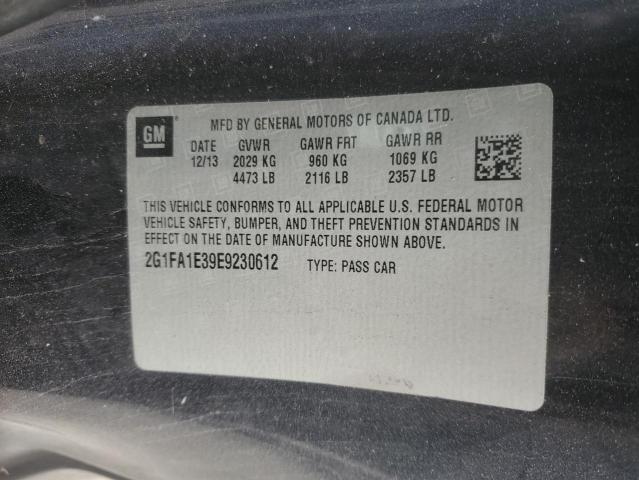 GM
MFD BY GENERAL MOTORS OF CANADA LTD.
DATE GVWR GAWR FRT GAWR RR
12/13 2029 KG 960 KG 1069 KG
4473 LB 2116 LB 2357 LB
THIS VEHICLE CONFORMS TO ALL APPLICABLE U.S. FEDERAL MOTOR
VEHICLE SAFETY, BUMPER, AND THEFT PREVENTION STANDARDS IN
EFFECT ON THE DATE OF MANUFACTURE SHOWN ABOVE.
2G1FA1E39E9230612 TYPE: PASS CAR